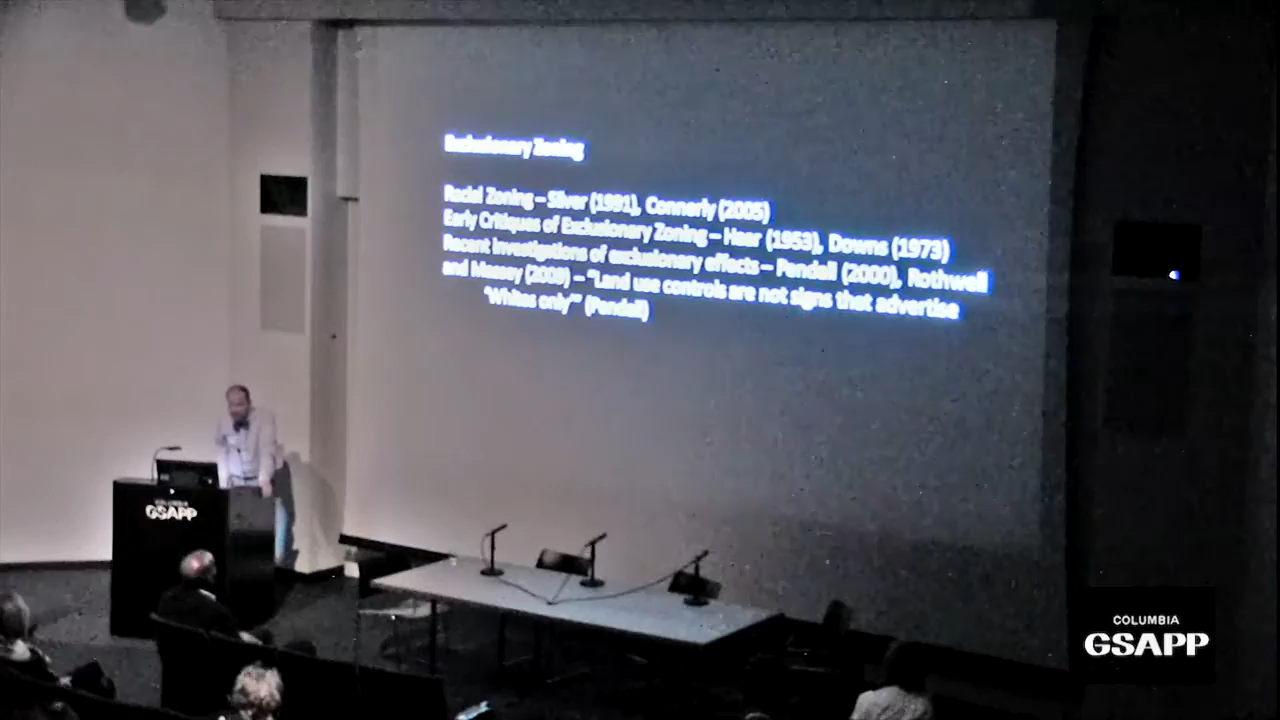 Exclusionary Zoning
Racial Zoning – Silver (1991), Connerly (2005)
Early Critiques of Exclusionary Zoning – Haar (1953), Downs (1973)
Recent investigations of exclusionary effects – Pendall (2000), Rothwell
and Massey (2009) – "Land use controls are not signs that advertise
'Whites only'" (Pendall)
COLUMBIA
GSAPP
COLUMBIA
GSAPP